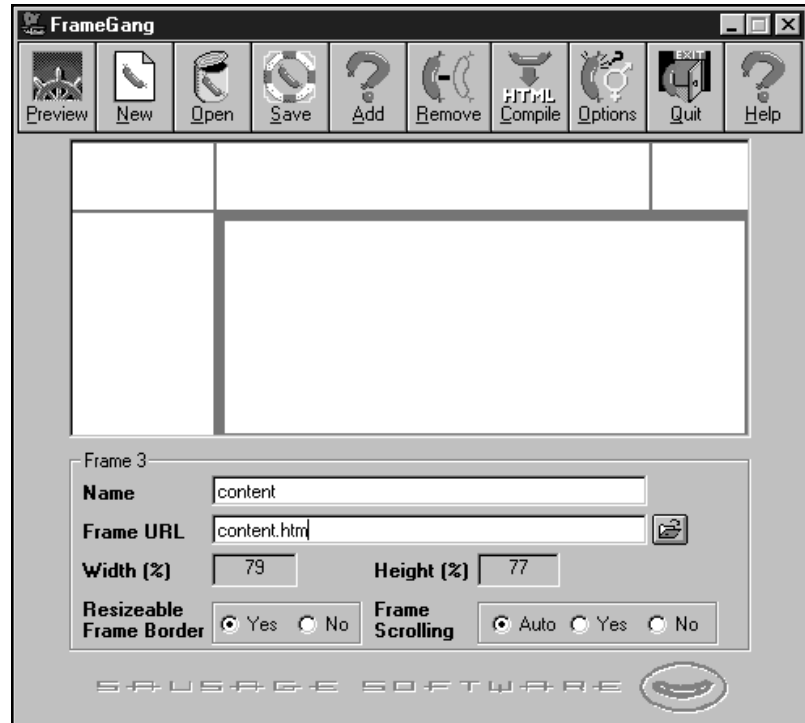 FrameGang
Preview New Open Save Add Remove HTML Compile Options EXIT Quit Help
Frame 3
Name content
Frame URL content.htm
Width (%) 79 Height (%) 77
Resizeable Frame Border Yes No Frame Scrolling Auto Yes No
SAUSAGE SOFTWARE